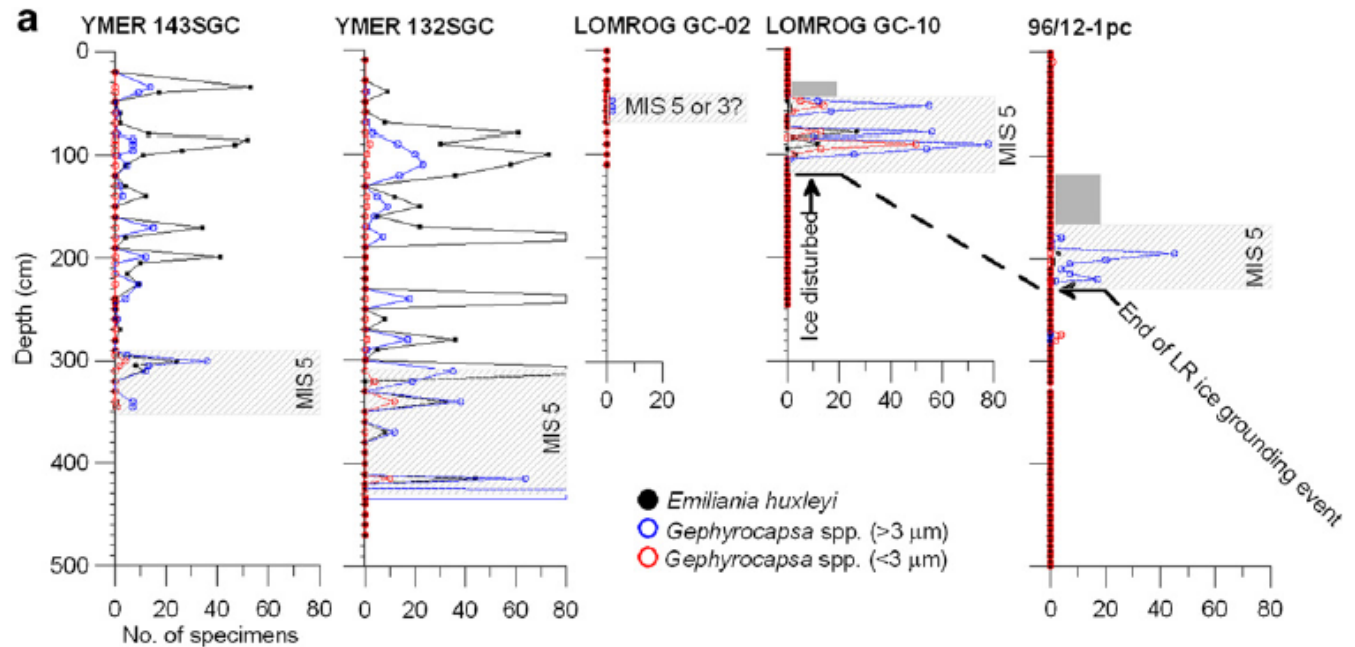 a
YMER 143SGC
YMER 132SGC
LOMROG GC-02
LOMROG GC-10
96/12-1pc
0
100
200
300
400
500
Depth (cm)
MIS 5
0 20 40 60 80
No. of specimens
MIS 5
0 20 40 60 80
MIS 5 or 3?
0 20
MIS 5
Ice disturbed
0 20 40 60 80
MIS 5
End of LR ice grounding event
0 20 40 60 80
Emiliania huxleyi
Gephyrocapsa spp. (>3 μm)
Gephyrocapsa spp. (<3 μm)